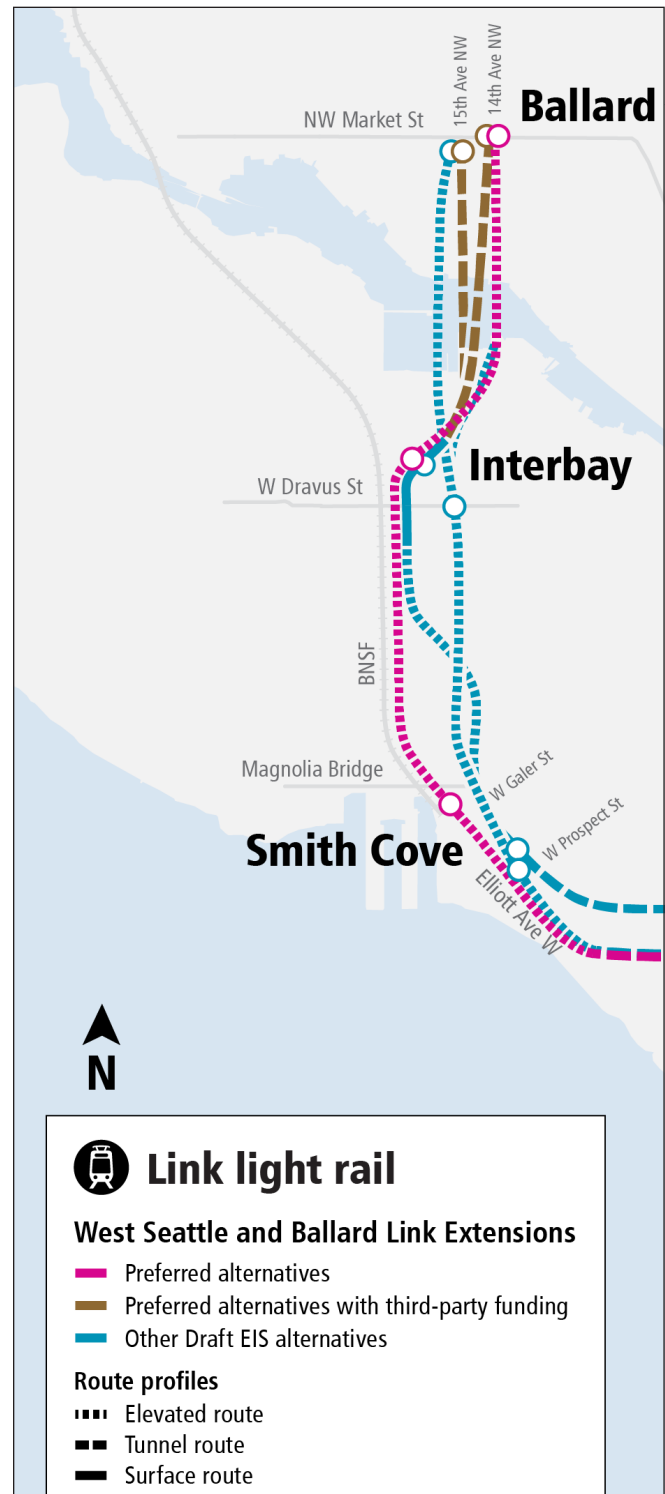 15th Ave NW
14th Ave NW
Ballard
NW Market St
Interbay
W Dravus St
BNSF
Magnolia Bridge
W Galer St
W Prospect St
Smith Cove
Elliott Ave W
N
Link light rail
West Seattle and Ballard Link Extensions
Preferred alternatives
Preferred alternatives with third-party funding
Other Draft EIS alternatives
Route profiles
Elevated route
Tunnel route
Surface route